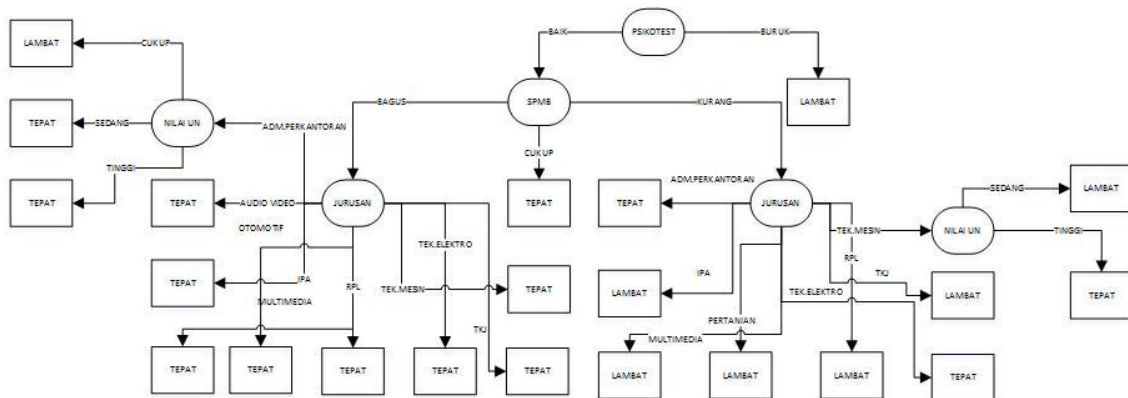 LAMBAT
CUKUP
BAIK
PSIKOTEST
BURUK
BAGUS
SPMB
KURANG
LAMBAT
TEPAT
SEDANG
NILAI UN
ADM.PERKANTORAN
CUKUP
TINGGI
TEPAT
TEPAT
AUDIO VIDEO
JURUSAN
TEPAT
TEPAT
ADM.PERKANTORAN
JURUSAN
SEDANG
LAMBAT
OTOMOTIF
TEK.ELEKTRO
TEK.MESIN
NILAI UN
TINGGI
TEPAT
IPA
RPL
TEK.MESIN
TEPAT
IPA
LAMBAT
RPL
TKJ
LAMBAT
TEPAT
MULTIMEDIA
TEK.ELEKTRO
TKJ
PERTANIAN
MULTIMEDIA
TEPAT
TEPAT
TEPAT
TEPAT
TEPAT
LAMBAT
LAMBAT
LAMBAT
TEPAT